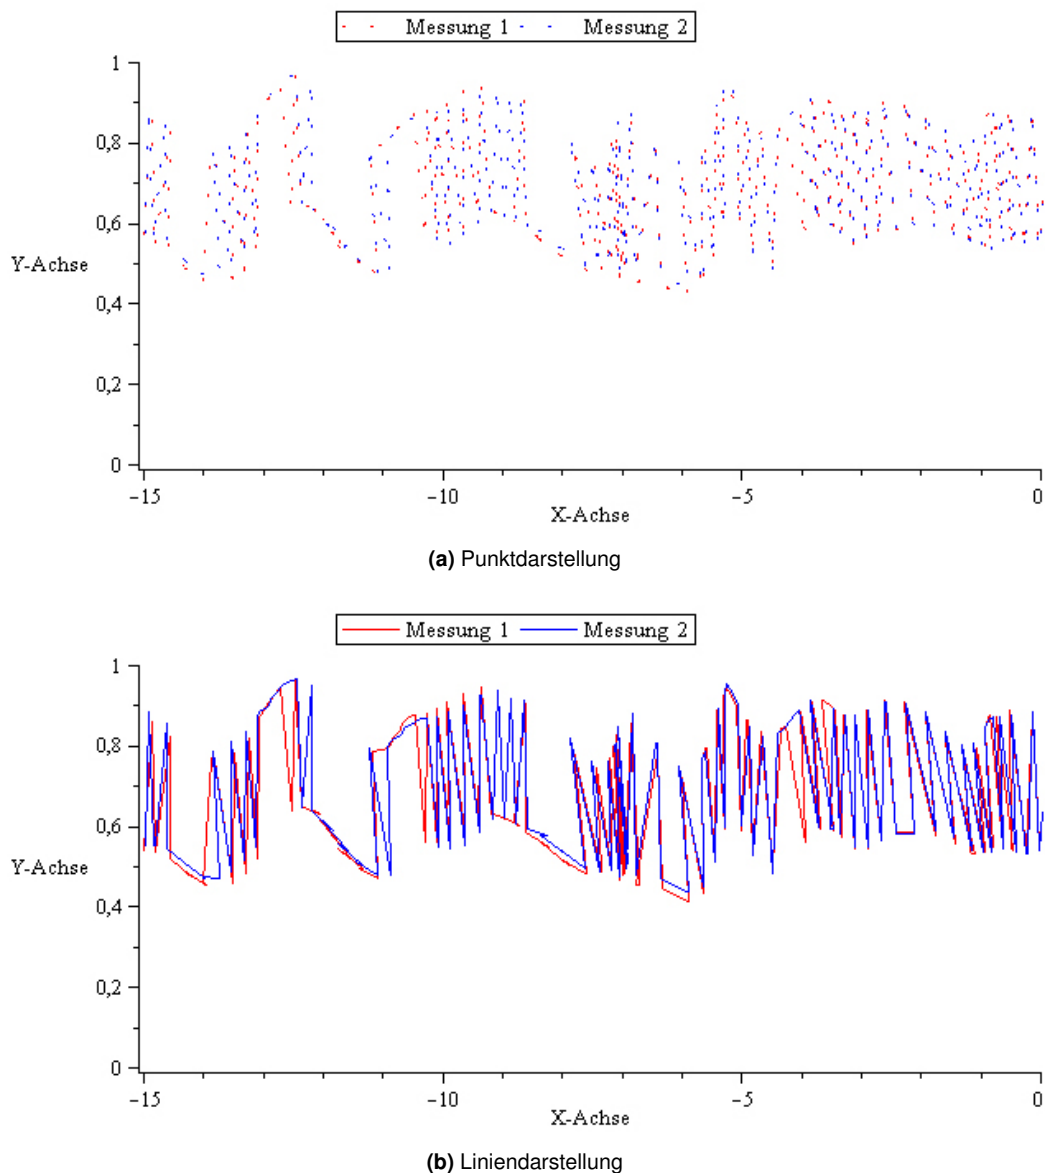 Messung 1 Messung 2
1
0,8
0,6
Y-Achse
0,4
0,2
0
−15 −10 −5 0
X-Achse
(a) Punktdarstellung
Messung 1 Messung 2
1
0,8
0,6
Y-Achse
0,4
0,2
0
−15 −10 −5 0
X-Achse
(b) Liniendarstellung